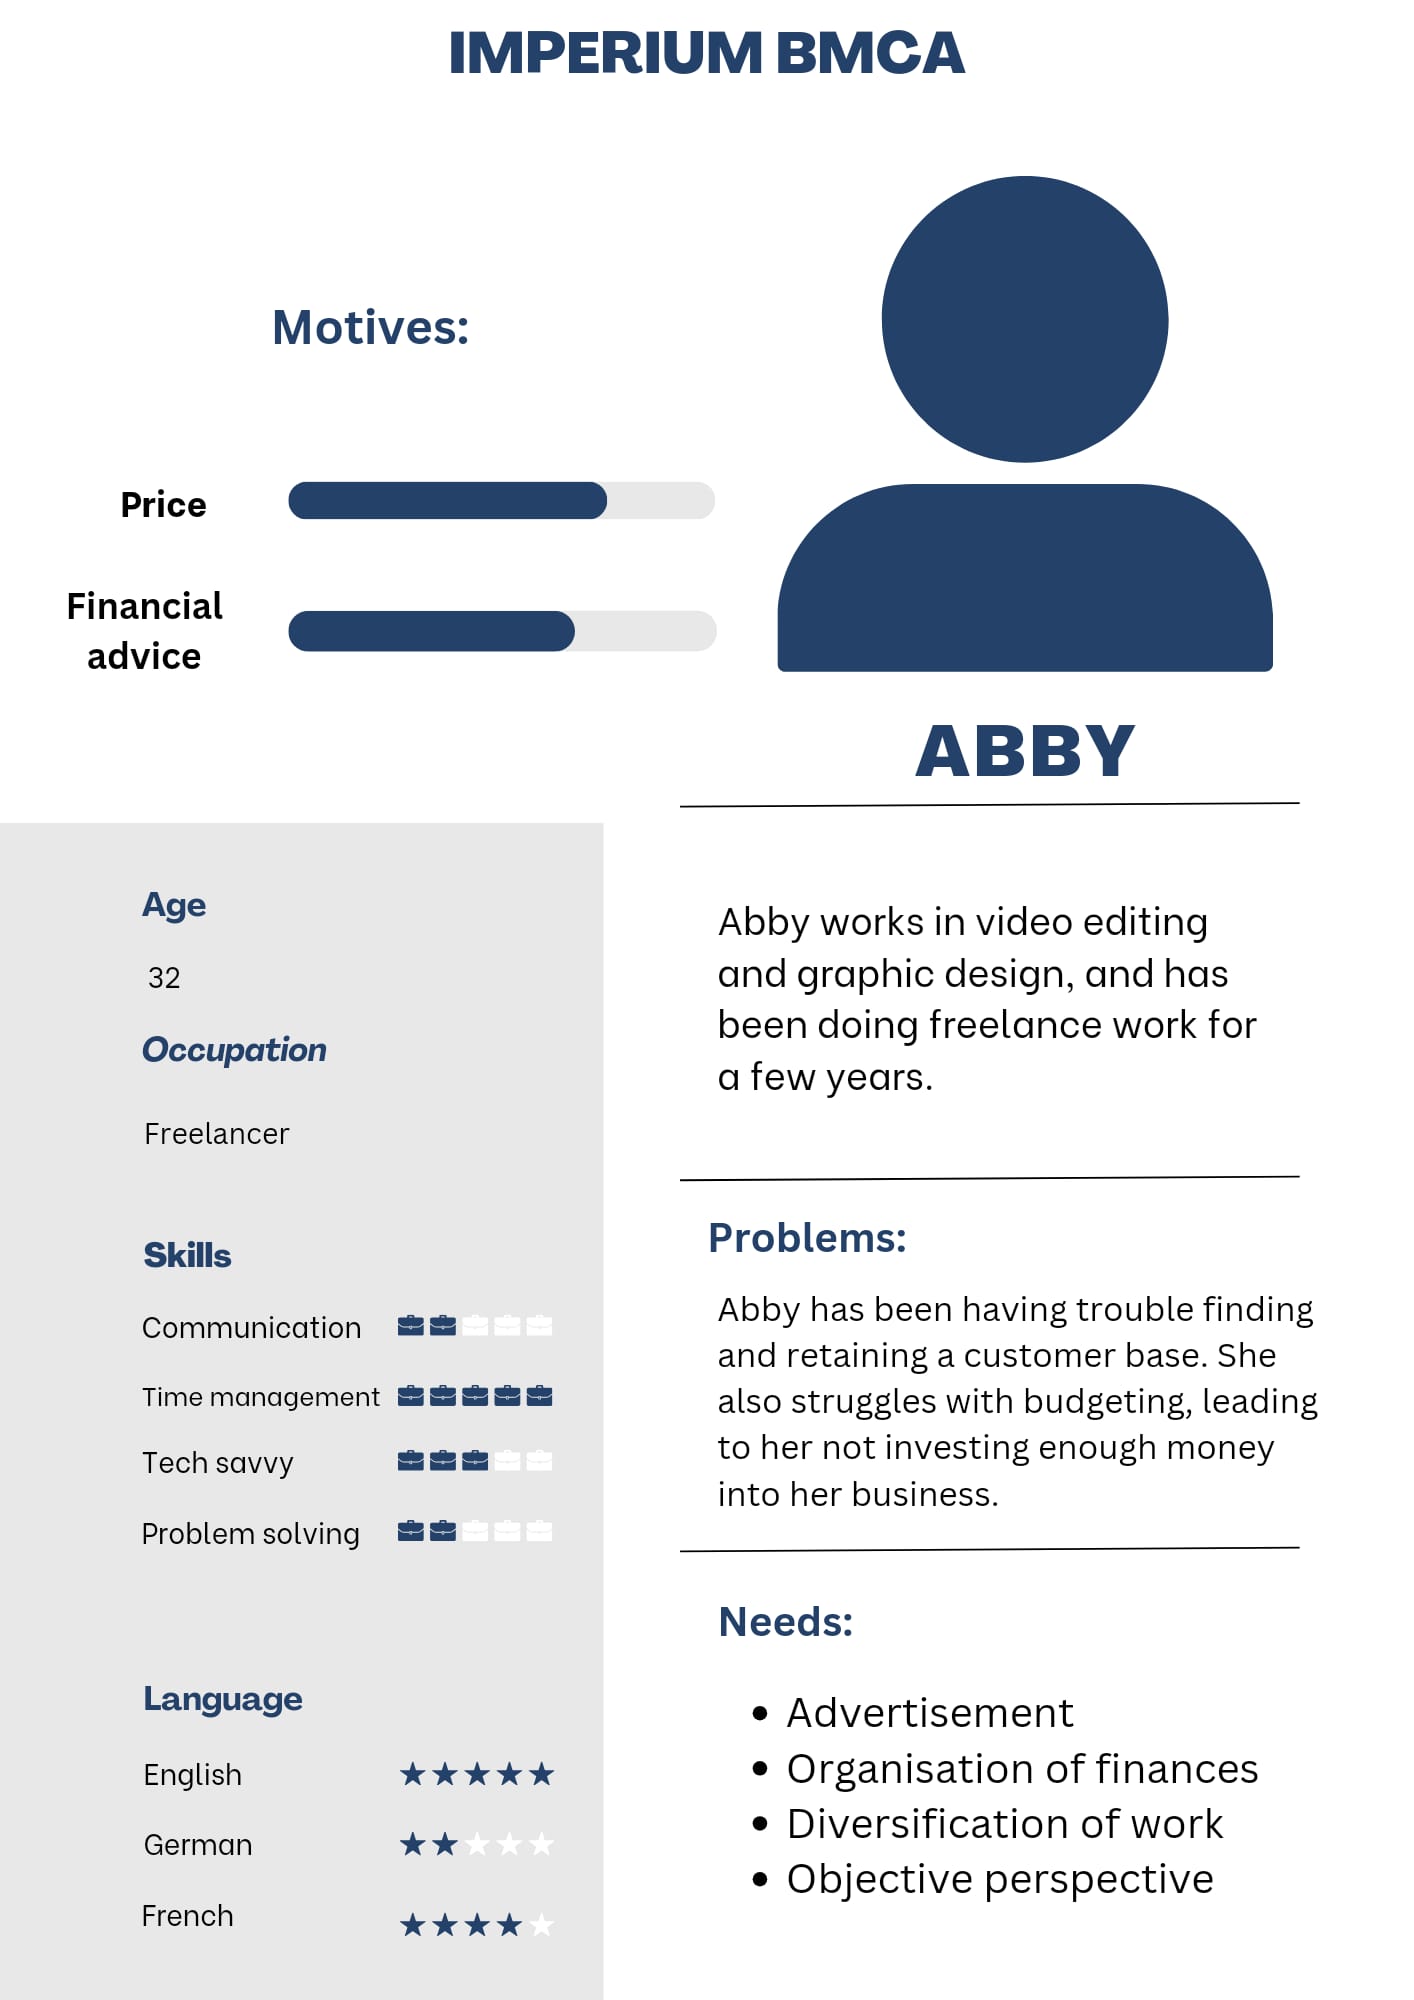 IMPERIUM BMCA
Motives:
Price
Financial
advice
ABBY
Age
32
Occupation
Freelancer
Skills
Communication
Time management
Tech savvy
Problem solving
Language
English
German
French
Abby works in video editing
and graphic design, and has
been doing freelance work for
a few years.
Problems:
Abby has been having trouble finding
and retaining a customer base. She
also struggles with budgeting, leading
to her not investing enough money
into her business.
Needs:
• Advertisement
• Organisation of finances
• Diversification of work
• Objective perspective